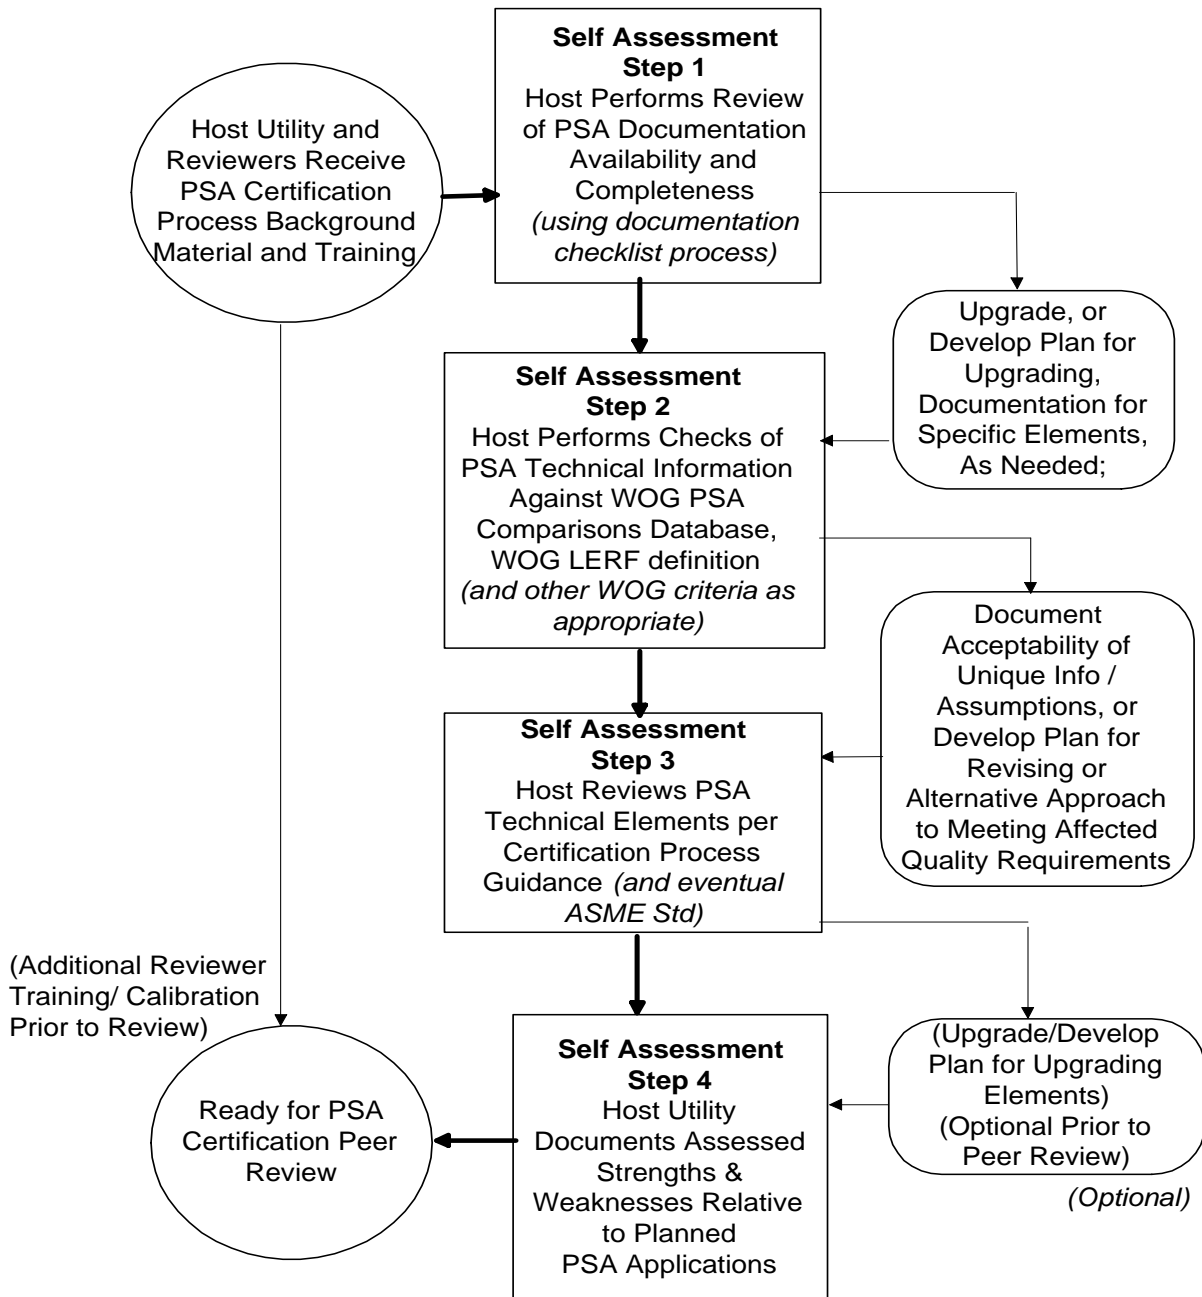 Self Assessment
Step 1
Host Performs Review
of PSA Documentation
Availability and
Completeness
(using documentation
checklist process)
Host Utility and
Reviewers Receive
PSA Certification
Process Background
Material and Training
Upgrade, or
Develop Plan for
Upgrading,
Documentation for
Specific Elements,
As Needed;
Self Assessment
Step 2
Host Performs Checks of
PSA Technical Information
Against WOG PSA
Comparisons Database,
WOG LERF definition
(and other WOG criteria as
appropriate)
Document
Acceptability of
Unique Info /
Assumptions, or
Develop Plan for
Revising or
Alternative Approach
to Meeting Affected
Quality Requirements
Self Assessment
Step 3
Host Reviews PSA
Technical Elements per
Certification Process
Guidance (and eventual
ASME Std)
(Additional Reviewer
Training/ Calibration
Prior to Review)
(Upgrade/Develop
Plan for Upgrading
Elements)
(Optional Prior to
Peer Review)
(Optional)
Self Assessment
Step 4
Host Utility
Documents Assessed
Strengths &
Weaknesses Relative
to Planned
PSA Applications
Ready for PSA
Certification Peer
Review